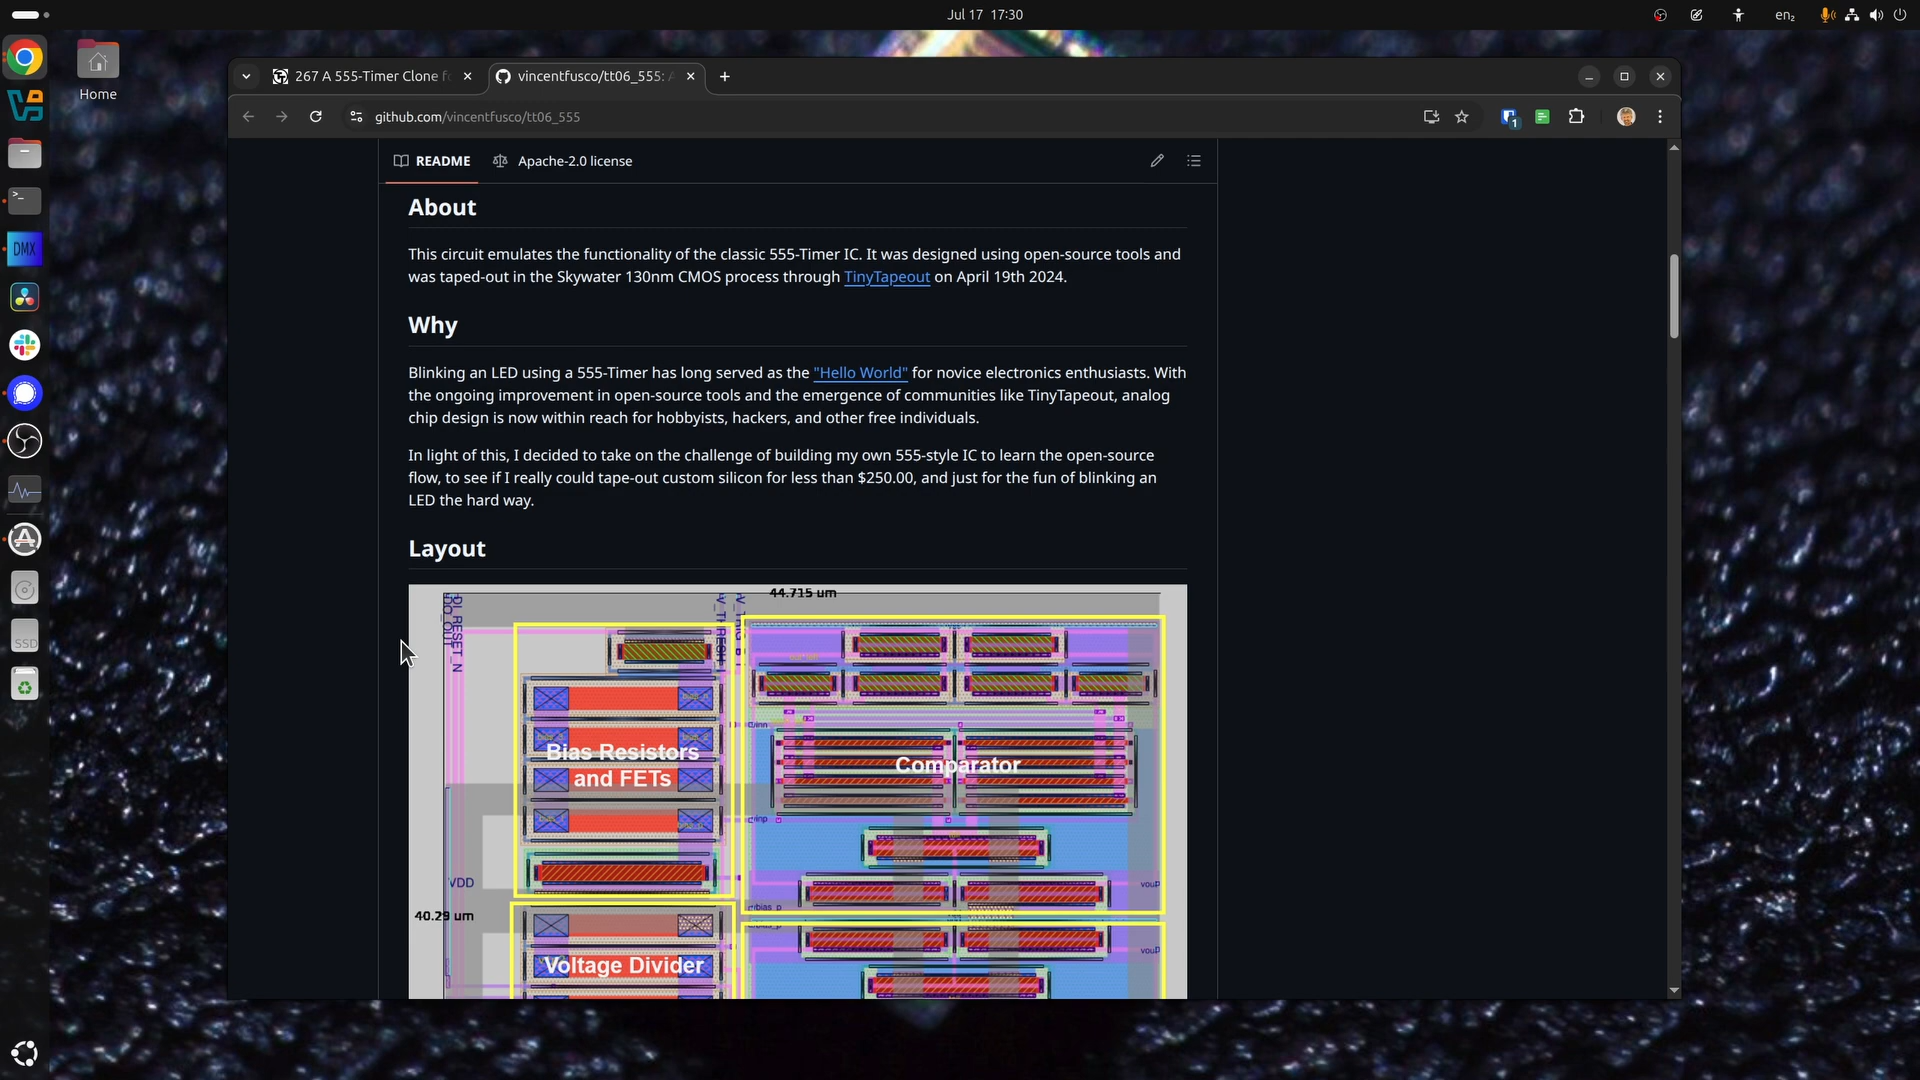 Jul 17 17:30
en₂
Home
267 A 555-Timer Clone fo
vincentfusco/tt06_555: A
github.com/vincentfusco/tt06_555
1
README
Apache-2.0 license
About
This circuit emulates the functionality of the classic 555-Timer IC. It was designed using open-source tools and
was taped-out in the Skywater 130nm CMOS process through TinyTapeout on April 19th 2024.
Why
Blinking an LED using a 555-Timer has long served as the "Hello World" for novice electronics enthusiasts. With
the ongoing improvement in open-source tools and the emergence of communities like TinyTapeout, analog
chip design is now within reach for hobbyists, hackers, and other free individuals.
In light of this, I decided to take on the challenge of building my own 555-style IC to learn the open-source
flow, to see if I really could tape-out custom silicon for less than $250.00, and just for the fun of blinking an
LED the hard way.
Layout
44.715 um
DO_OUT
DI_RESET_N
Bias Resistors
and FETs
Comparator
VDD
40.29 um
vbias_p
Voltage Divider
DMX
SSD